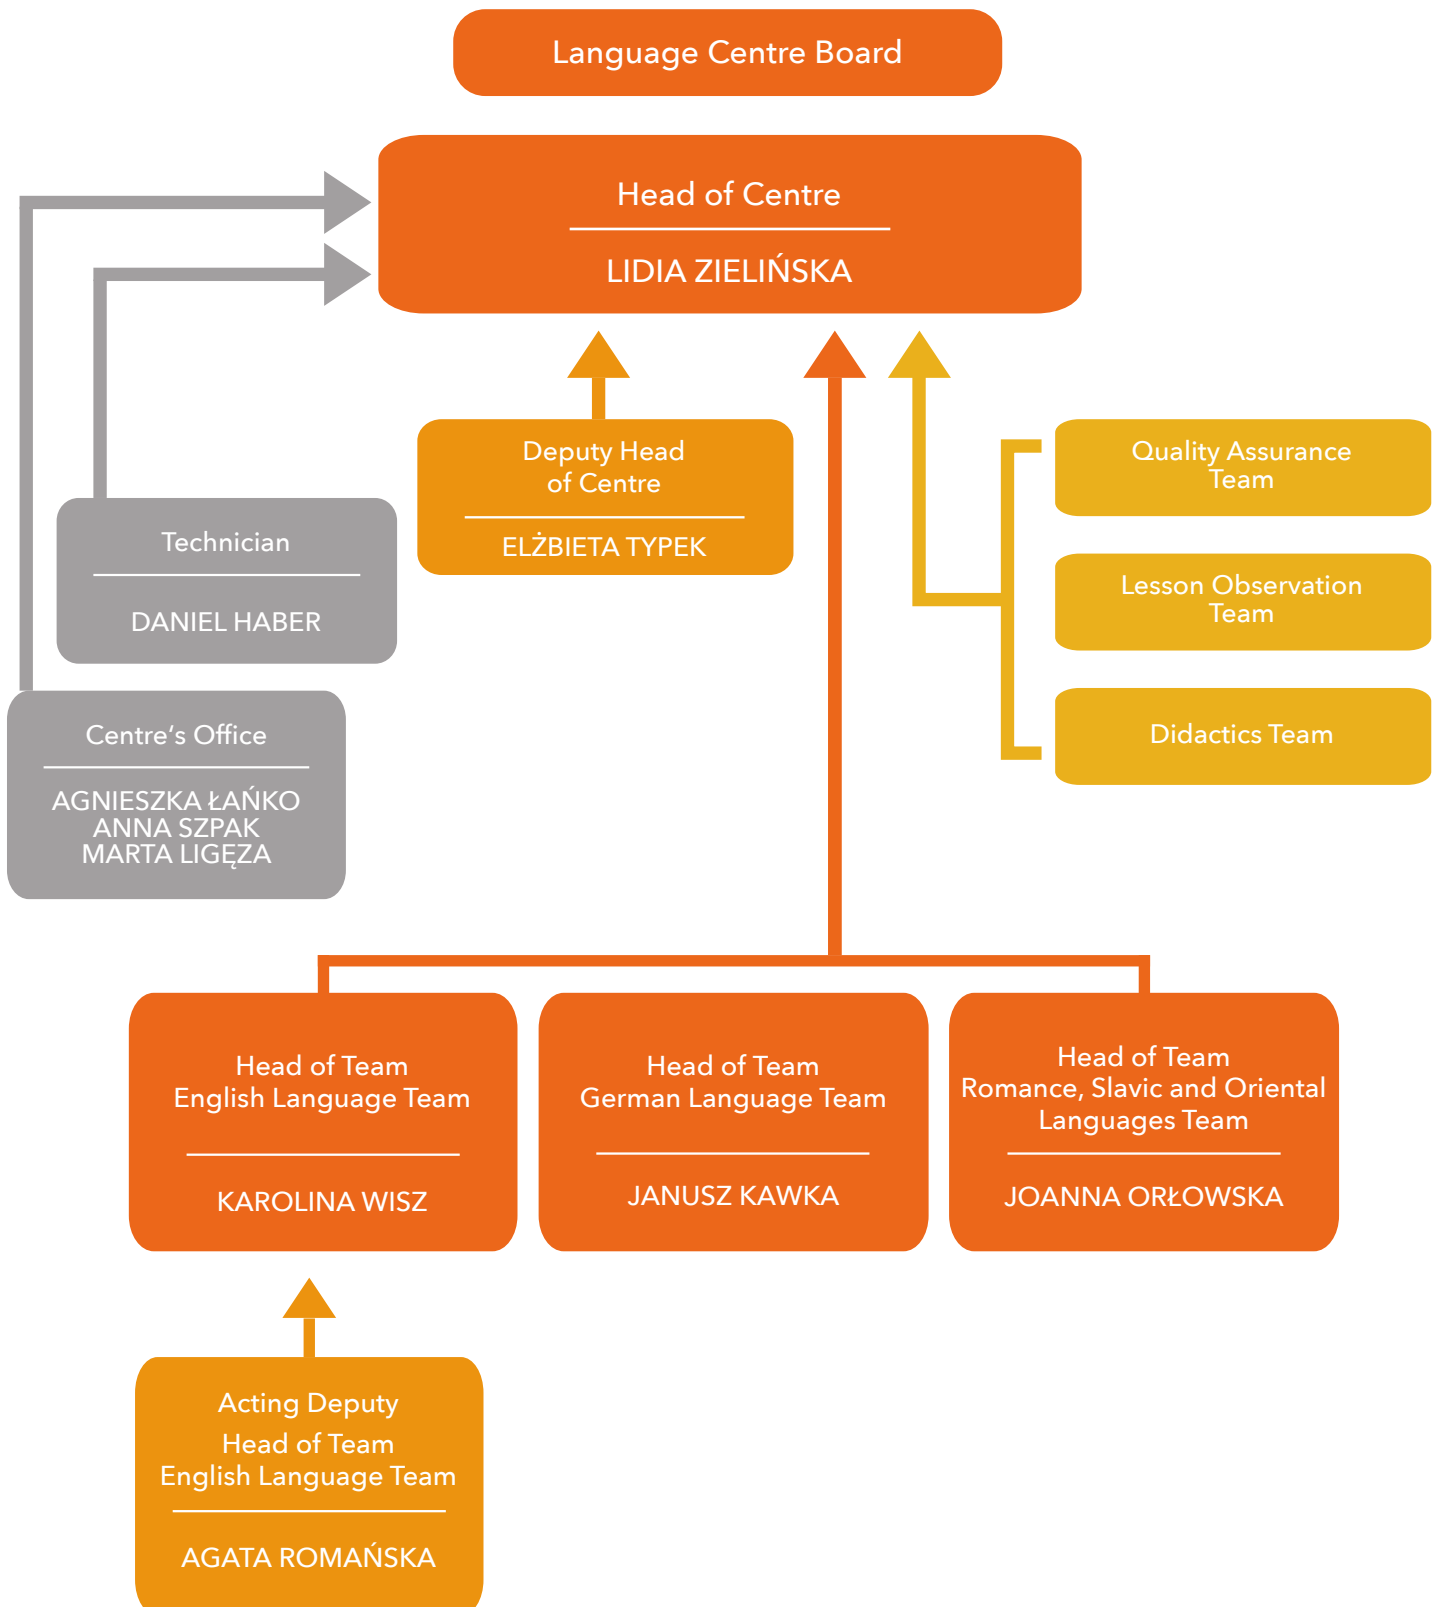 Language Centre Board
Head of Centre
LIDIA ZIELIŃSKA
Deputy Head
of Centre
ELŻBIETA TYPEK
Quality Assurance
Team
Lesson Observation
Team
Didactics Team
Technician
DANIEL HABER
Centre‘s Office
AGNIESZKA ŁAŃKO
ANNA SZPAK
MARTA LIGĘZA
Head of Team
English Language Team
KAROLINA WISZ
Head of Team
German Language Team
JANUSZ KAWKA
Head of Team
Romance, Slavic and Oriental
Languages Team
JOANNA ORŁOWSKA
Acting Deputy
Head of Team
English Language Team
AGATA ROMAŃSKA